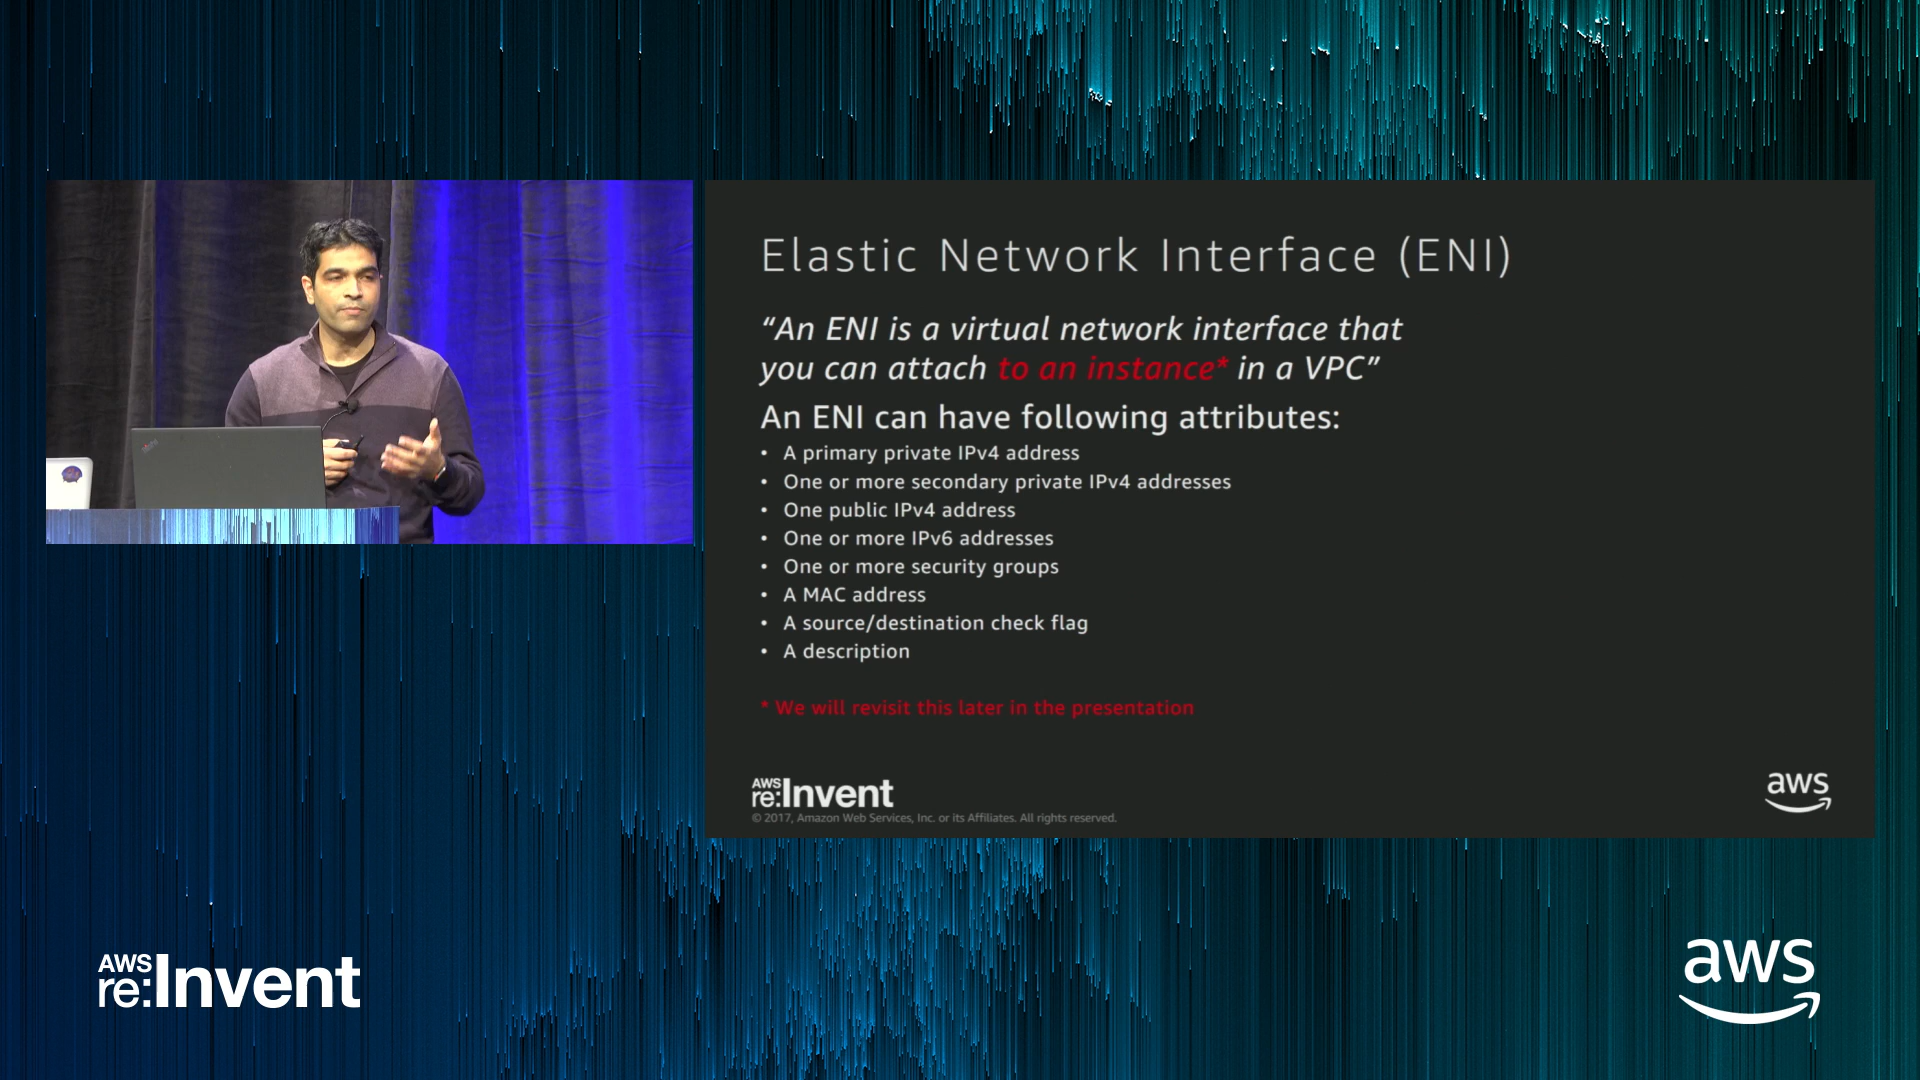 Elastic Network Interface (ENI)
“An ENI is a virtual network interface that
you can attach to an instance* in a VPC”
An ENI can have following attributes:
• A primary private IPv4 address
• One or more secondary private IPv4 addresses
• One public IPv4 address
• One or more IPv6 addresses
• One or more security groups
• A MAC address
• A source/destination check flag
• A description
* We will revisit this later in the presentation
AWS
re:Invent
© 2017, Amazon Web Services, Inc. or its Affiliates. All rights reserved.
aws
AWS
re:Invent
aws